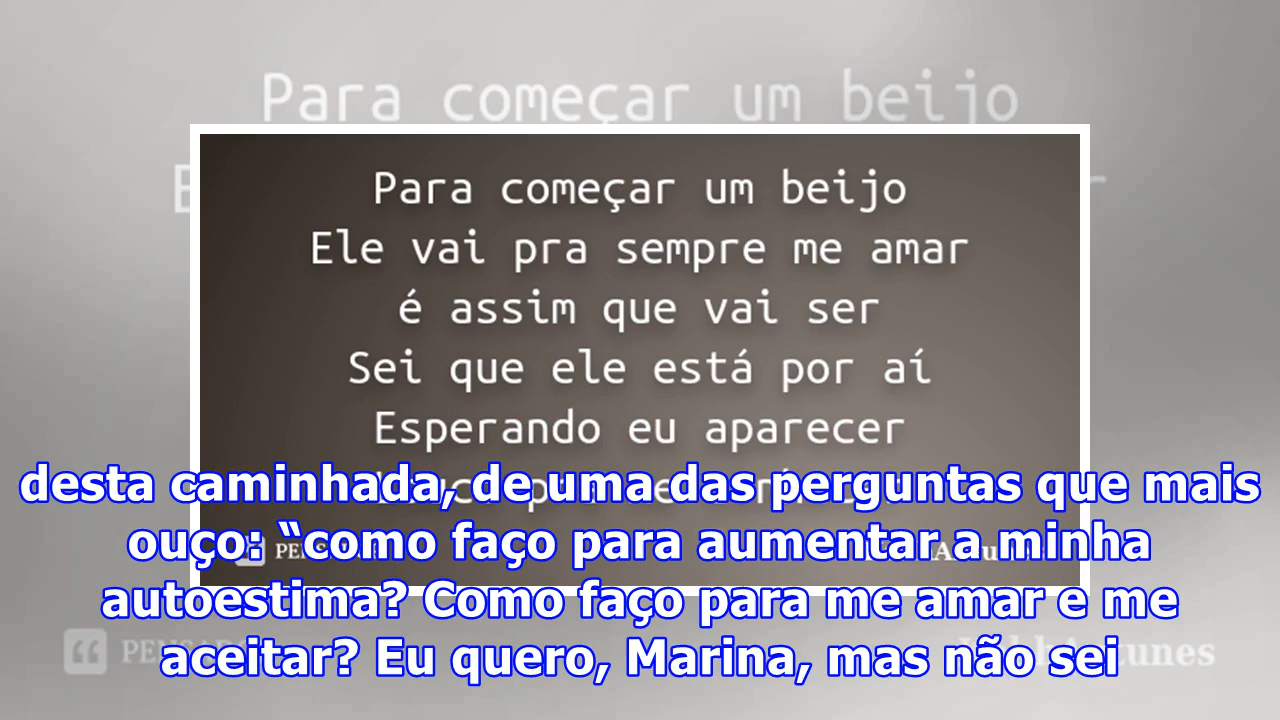 Para começar um beijo
Para começar um beijo
Ele vai pra sempre me amar
é assim que vai ser
Sei que ele está por aí
Esperando eu aparecer
desta caminhada, de uma das perguntas que mais
ouço: “como faço para aumentar a minha
autoestima? Como faço para me amar e me
aceitar? Eu quero, Marina, mas não sei